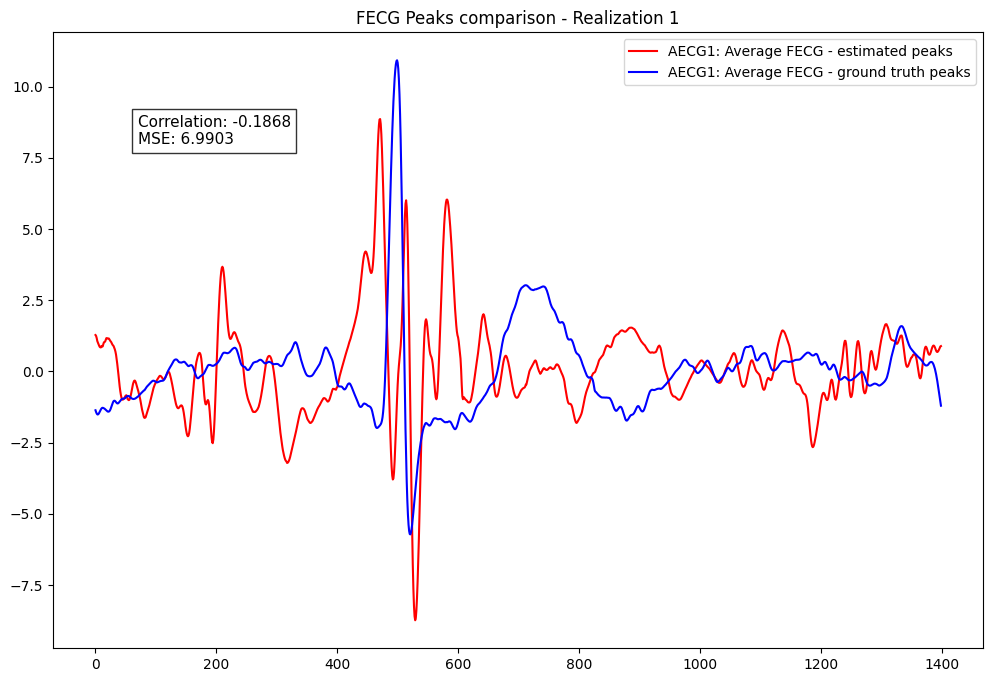 FECG Peaks comparison - Realization 1
AECG1: Average FECG - estimated peaks
AECG1: Average FECG - ground truth peaks
Correlation: -0.1868
MSE: 6.9903
10.0
7.5
5.0
2.5
0.0
−2.5
−5.0
−7.5
0 200 400 600 800 1000 1200 1400